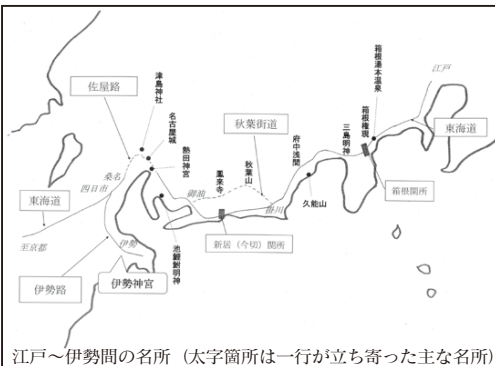 江戸
箱根湯本温泉
箱根権現
東海道
箱根関所
三島明神
府中浅間
久能山
秋葉街道
掛川
秋葉山
鳳来寺
御油
新居（今切）関所
津島神社
名古屋城
熱田神宮
池鯉鮒明神
佐屋路
桑名
四日市
東海道
至京都
伊勢
伊勢路
伊勢神宮
江戸～伊勢間の名所（太字箇所は一行が立ち寄った主な名所）